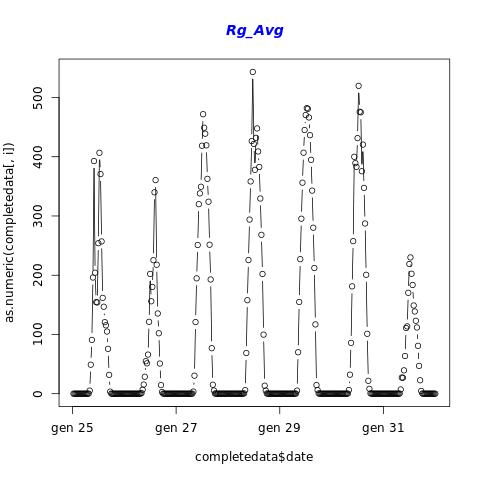 Rg_Avg
as.numeric(completedata[, i])
500
400
300
200
100
0
gen 25
gen 27
gen 29
gen 31
completedata$date